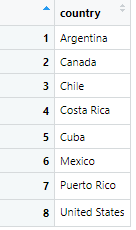 country
1 Argentina
2 Canada
3 Chile
4 Costa Rica
5 Cuba
6 Mexico
7 Puerto Rico
8 United States